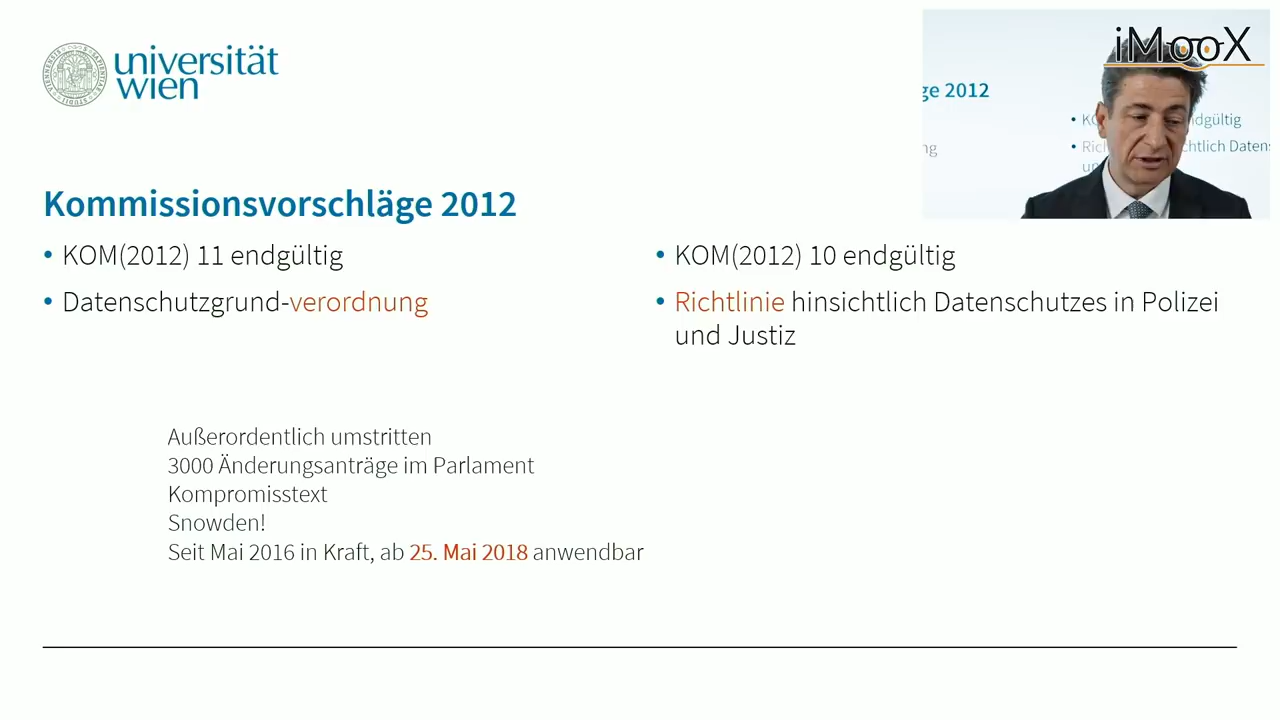 universität
wien
iMooX
ge 2012
ndgültig
ng
Kommissionsvorschläge 2012
• KOM(2012) 11 endgültig
• Datenschutzgrund-verordnung
• KOM(2012) 10 endgültig
• Richtlinie hinsichtlich Datenschutzes in Polizei
und Justiz
Außerordentlich umstritten
3000 Änderungsanträge im Parlament
Kompromisstext
Snowden!
Seit Mai 2016 in Kraft, ab 25. Mai 2018 anwendbar